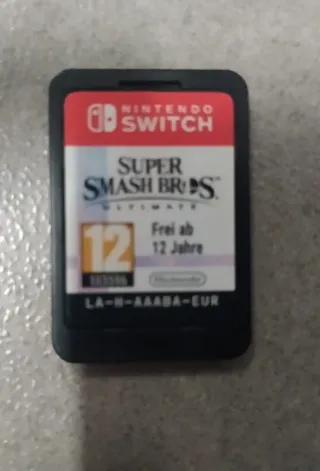 NINTENDO
SWITCH
SUPER
SMASH BROS.
ULTIMATE
12
Frei ab
12 Jahre
Nintendo
LA-H-AAABA-EUR